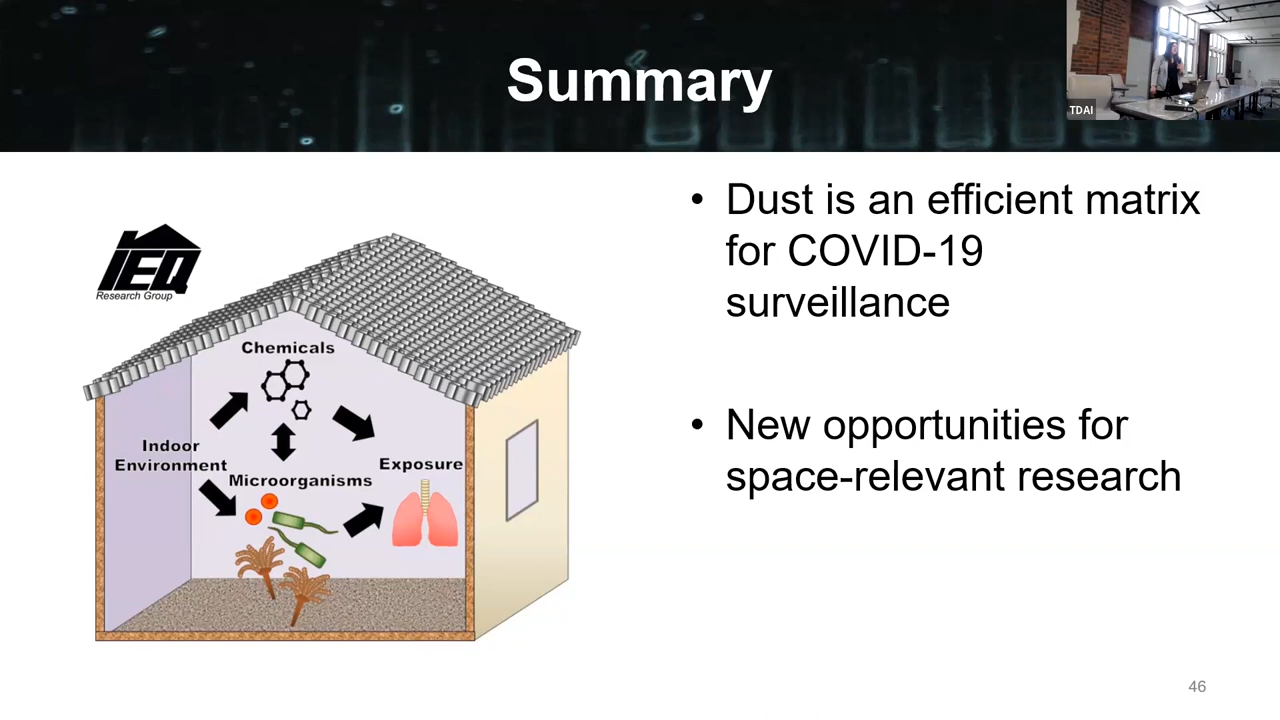 Summary
TDAI
IEQ
Research Group
Chemicals
Indoor
Environment
Microorganisms
Exposure
• Dust is an efficient matrix
for COVID-19
surveillance
• New opportunities for
space-relevant research
46